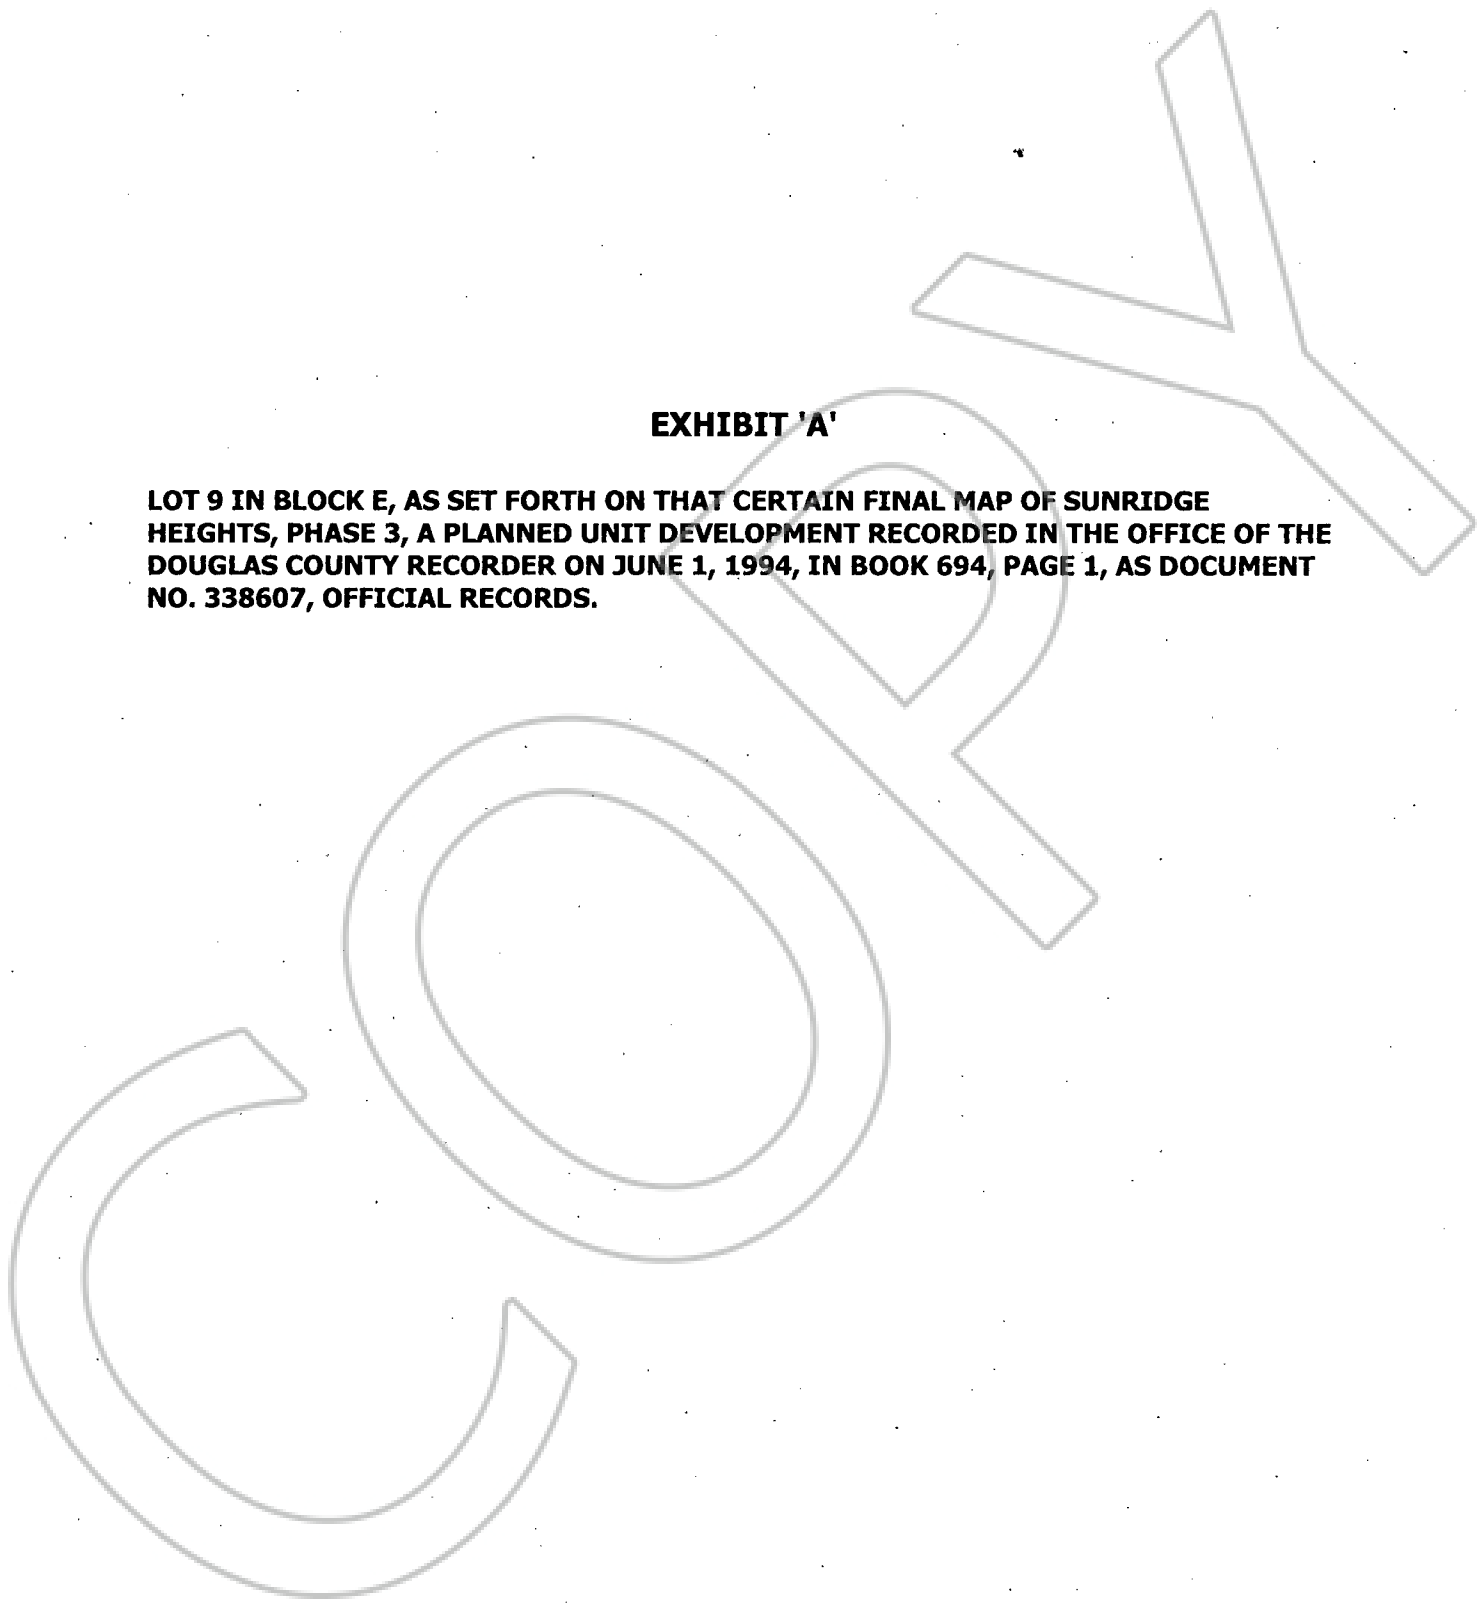 EXHIBIT 'A'
LOT 9 IN BLOCK E, AS SET FORTH ON THAT CERTAIN FINAL MAP OF SUNRIDGE
HEIGHTS, PHASE 3, A PLANNED UNIT DEVELOPMENT RECORDED IN THE OFFICE OF THE
DOUGLAS COUNTY RECORDER ON JUNE 1, 1994, IN BOOK 694, PAGE 1, AS DOCUMENT
NO. 338607, OFFICIAL RECORDS.
COPY